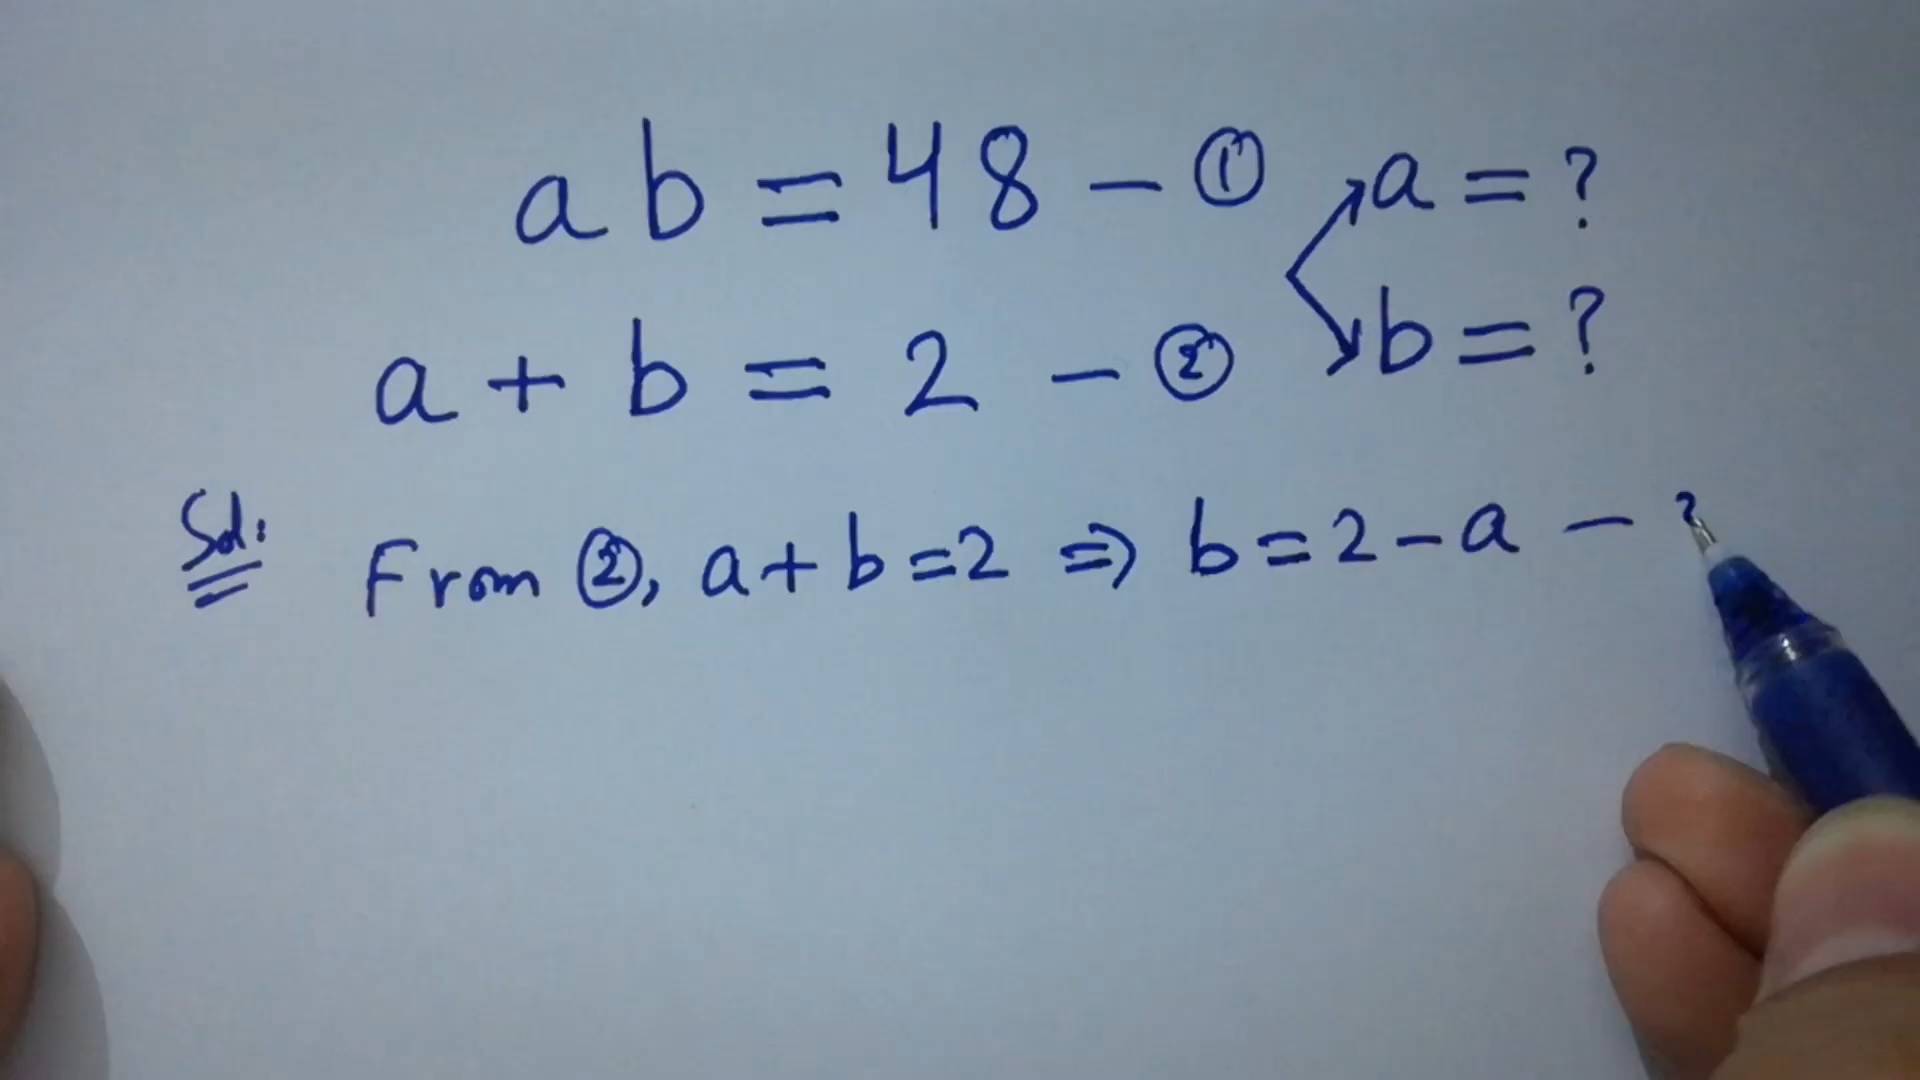 ab = 48 - ① a = ?
a + b = 2 - ② b = ?
Sol:
From ②, a + b = 2 ⇒ b = 2 - a -